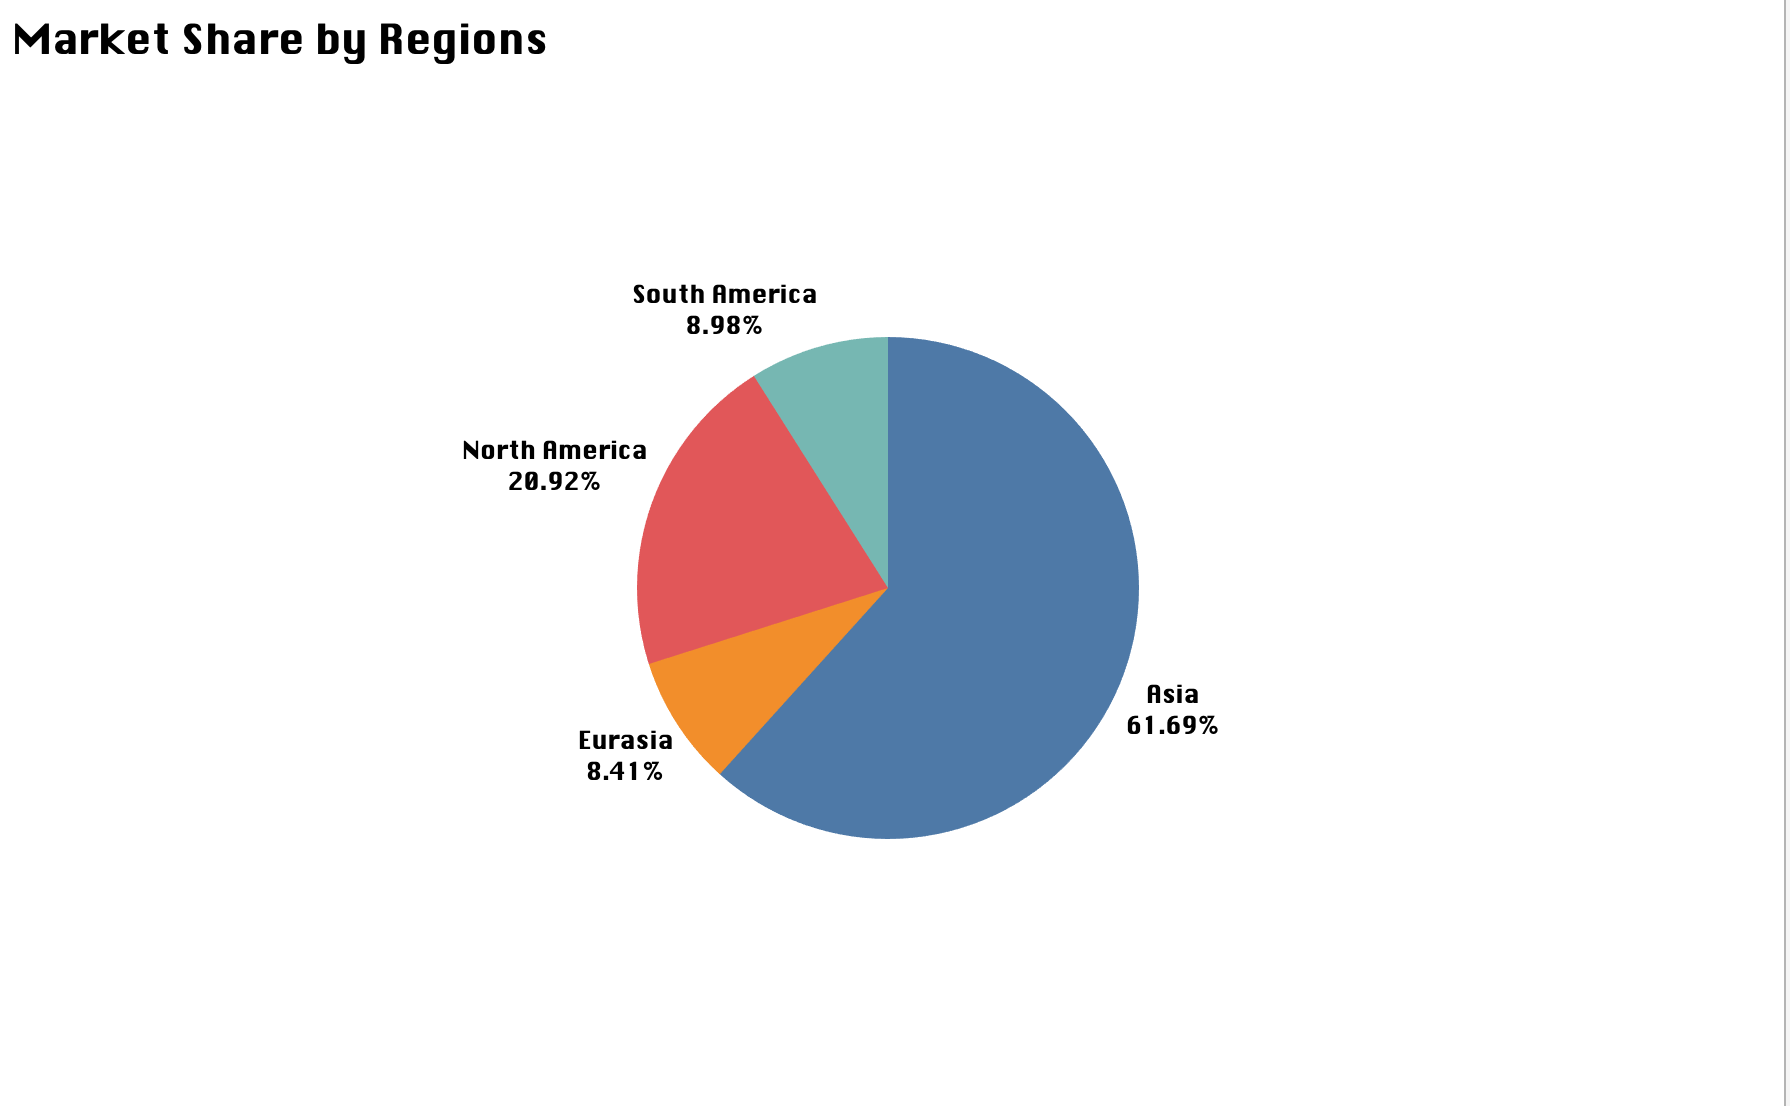 Market Share by Regions
South America
8.98%
North America
20.92%
Asia
61.69%
Eurasia
8.41%